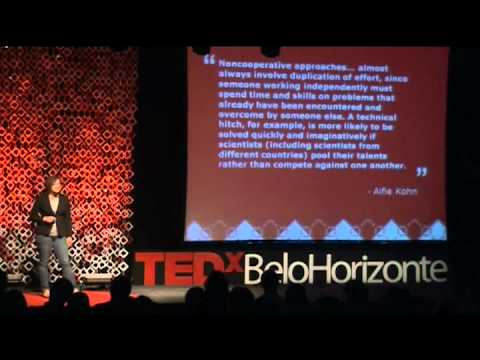 “ Noncooperative approaches... almost
always involve duplication of effort, since
someone working independently must
spend time and skills on problems that
already have been encountered and
overcome by someone else. A technical
hitch, for example, is more likely to be
solved quickly and imaginatively if
scientists (including scientists from
different countries) pool their talents
rather than compete against one another. ”
- Alfie Kohn
TEDxBeloHorizonte